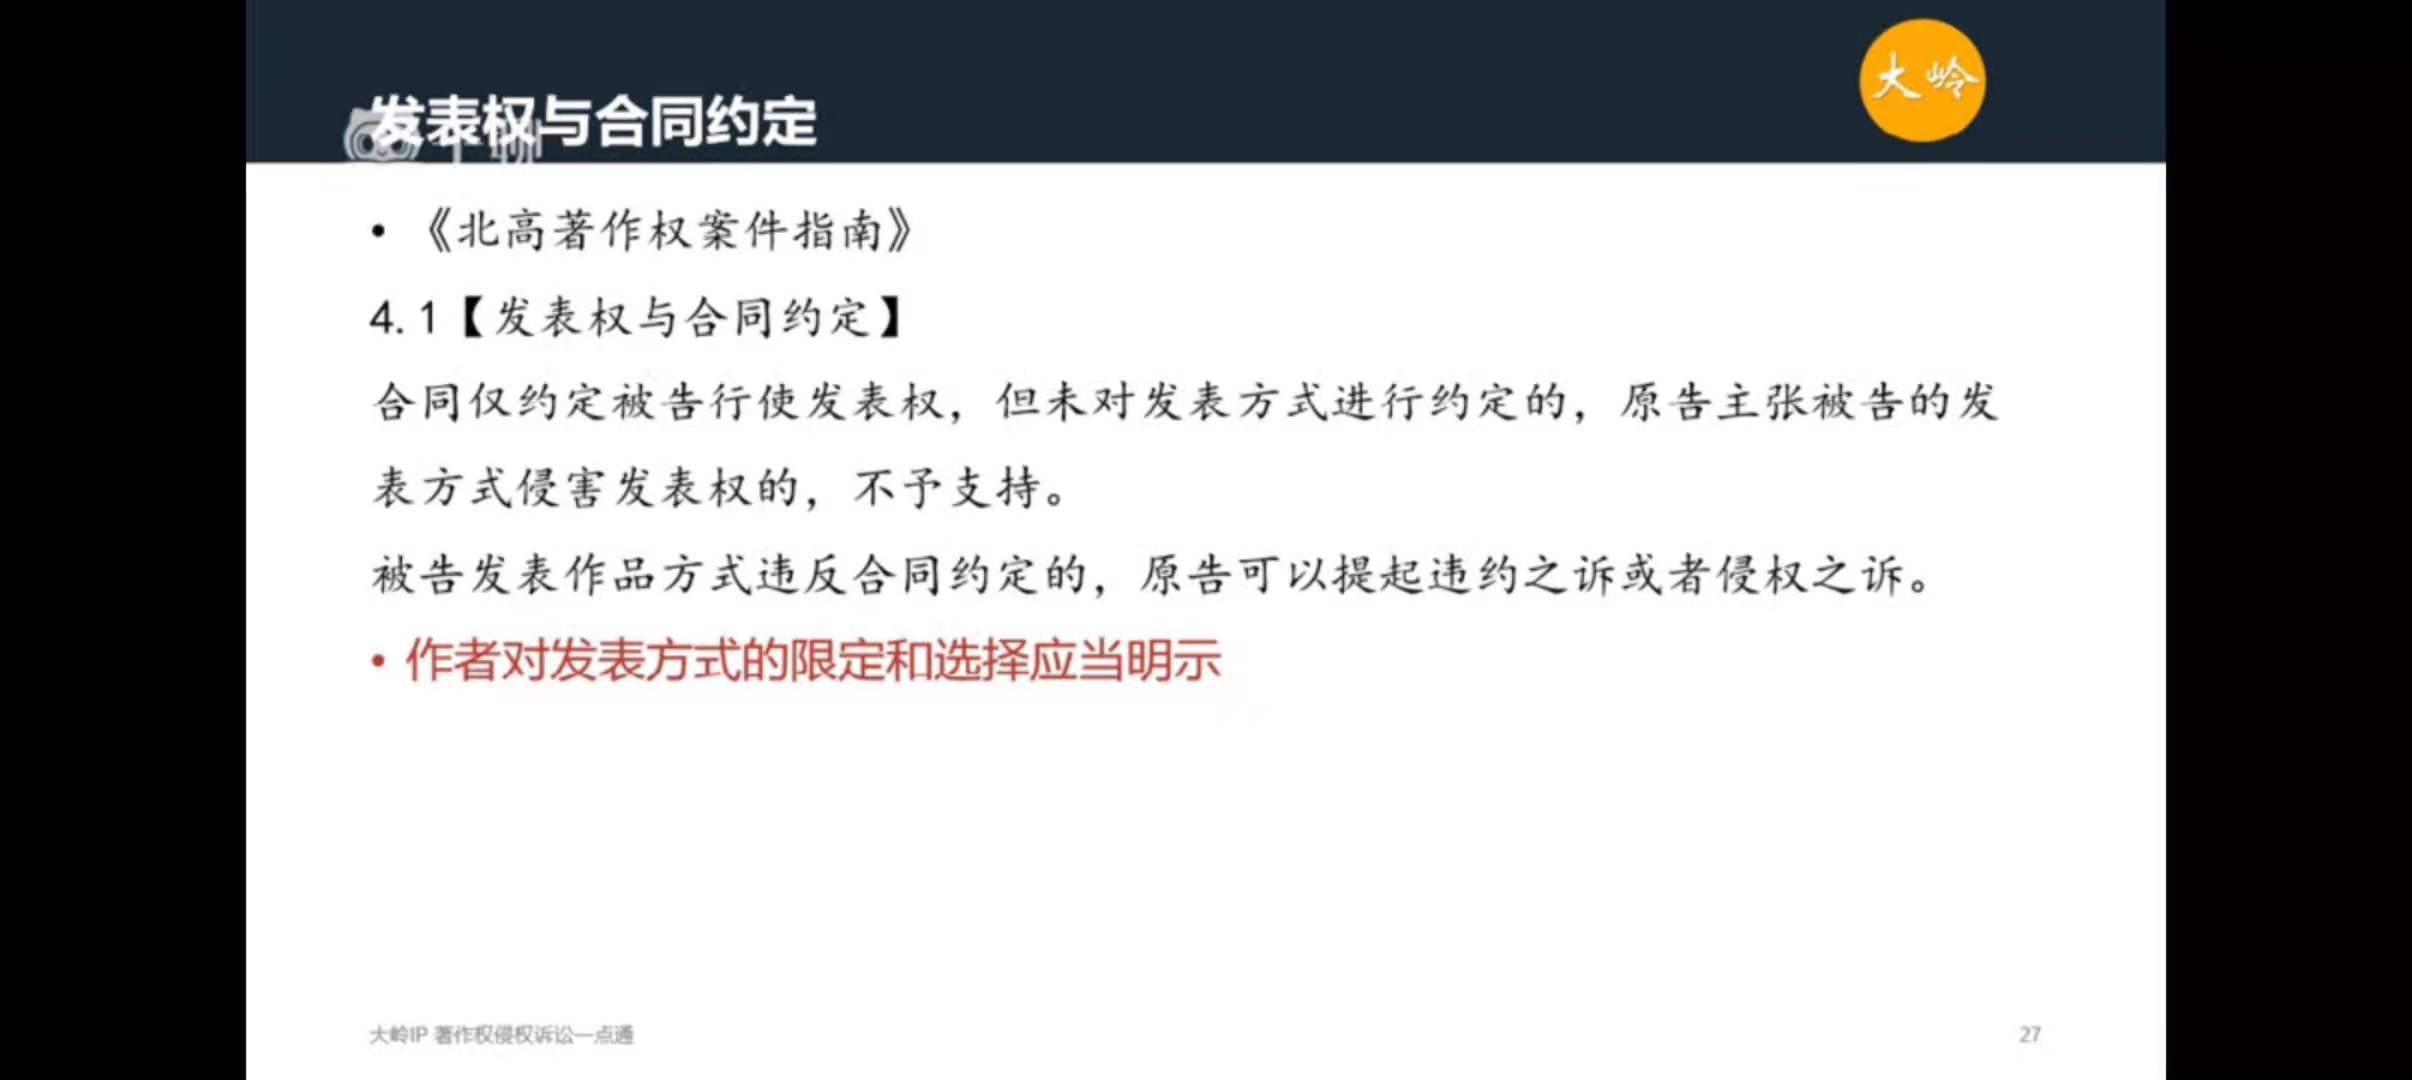 大岭
发表权与合同约定
• 《北高著作权案件指南》
4.1【发表权与合同约定】
合同仅约定被告行使发表权，但未对发表方式进行约定的，原告主张被告的发
表方式侵害发表权的，不予支持。
被告发表作品方式违反合同约定的，原告可以提起违约之诉或者侵权之诉。
• 作者对发表方式的限定和选择应当明示
大岭IP 著作权侵权诉讼一点通
27